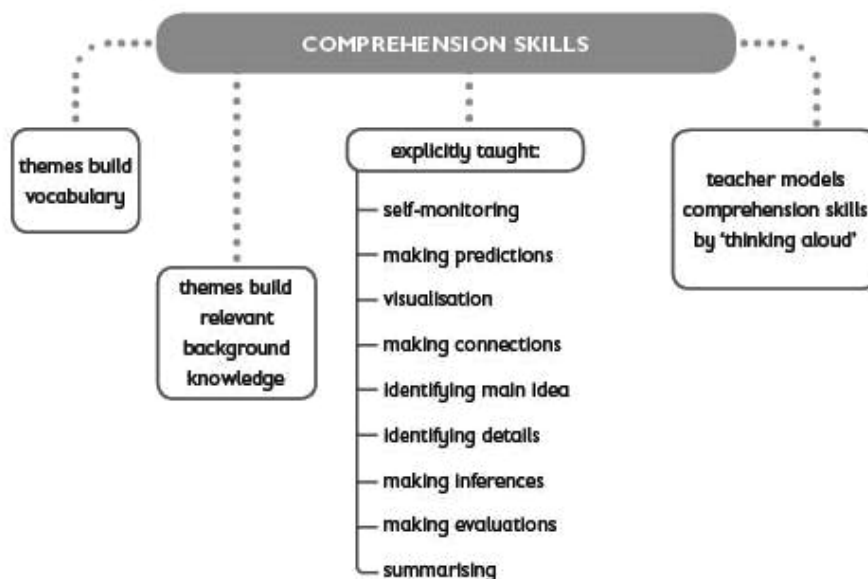 COMPREHENSION SKILLS
themes build
vocabulary
themes build
relevant
background
knowledge
explicitly taught:
self-monitoring
making predictions
visualisation
making connections
identifying main idea
identifying details
making inferences
making evaluations
summarising
teacher models
comprehension skills
by ‘thinking aloud’